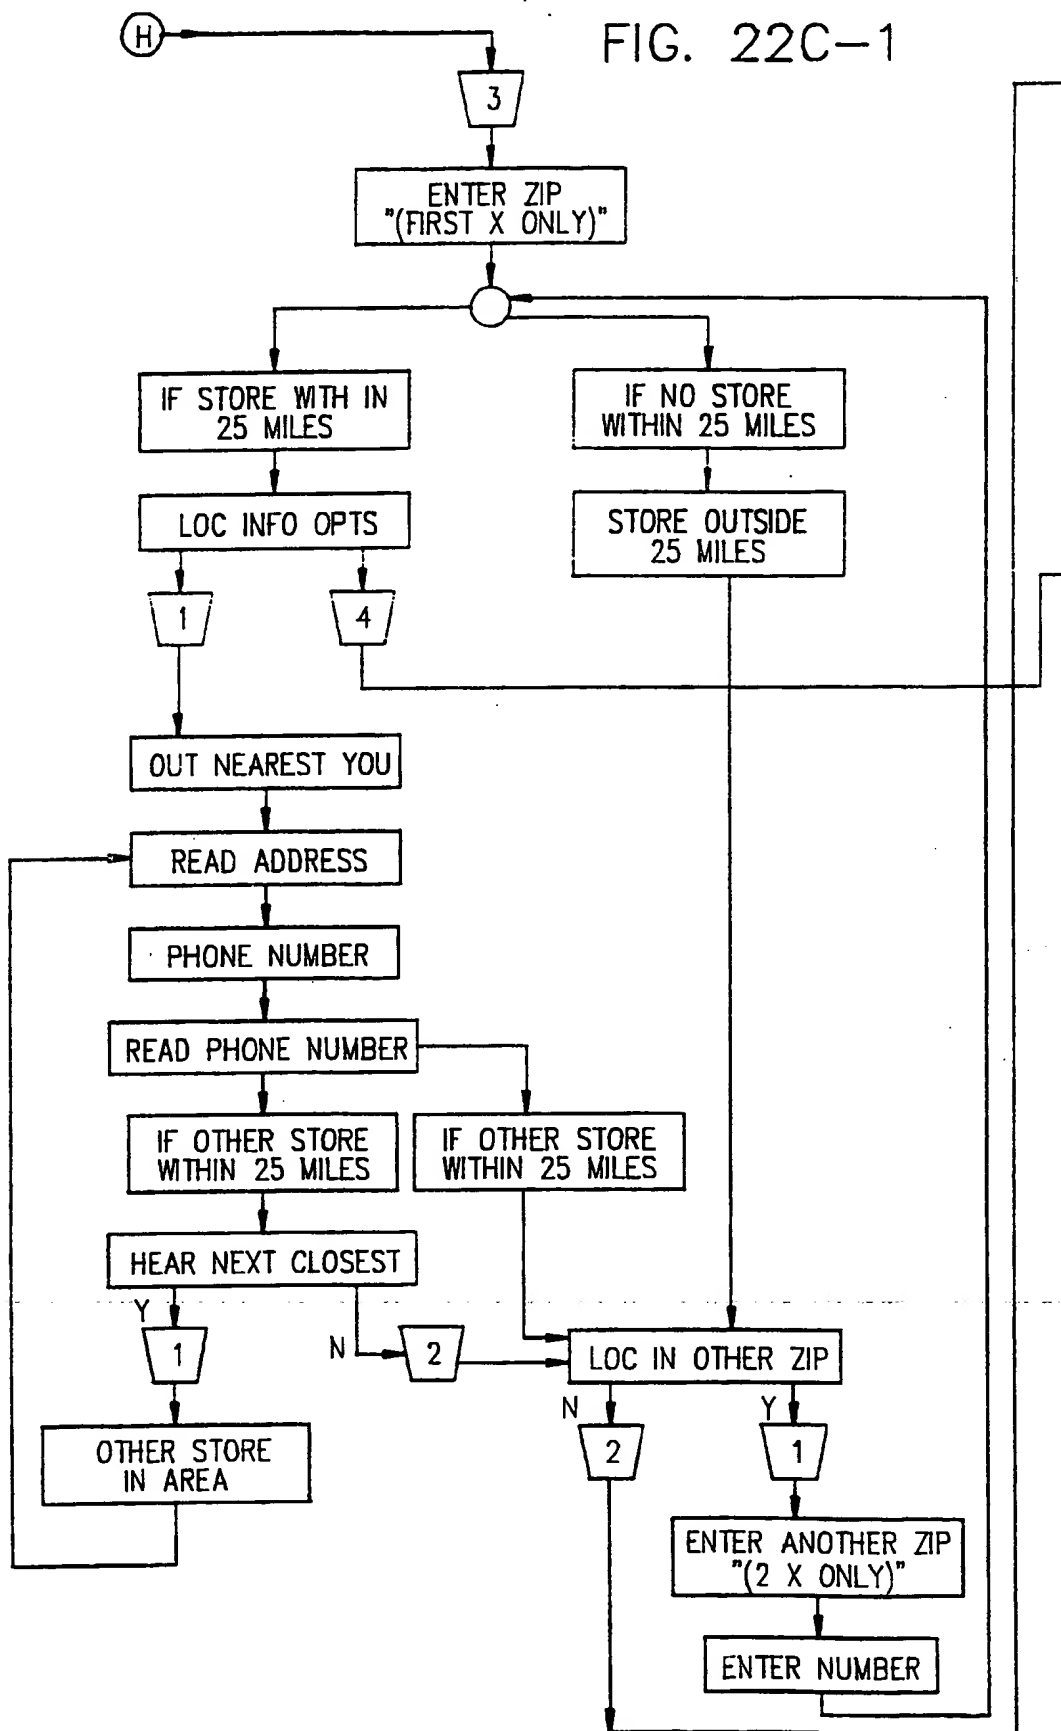 FIG. 22C-1
H
3
ENTER ZIP
"(FIRST X ONLY)"
IF STORE WITH IN
25 MILES
IF NO STORE
WITHIN 25 MILES
LOC INFO OPTS
STORE OUTSIDE
25 MILES
1
4
OUT NEAREST YOU
READ ADDRESS
PHONE NUMBER
READ PHONE NUMBER
IF OTHER STORE
WITHIN 25 MILES
IF OTHER STORE
WITHIN 25 MILES
HEAR NEXT CLOSEST
Y
1
N
2
LOC IN OTHER ZIP
N
2
Y
1
OTHER STORE
IN AREA
ENTER ANOTHER ZIP
"(2 X ONLY)"
ENTER NUMBER